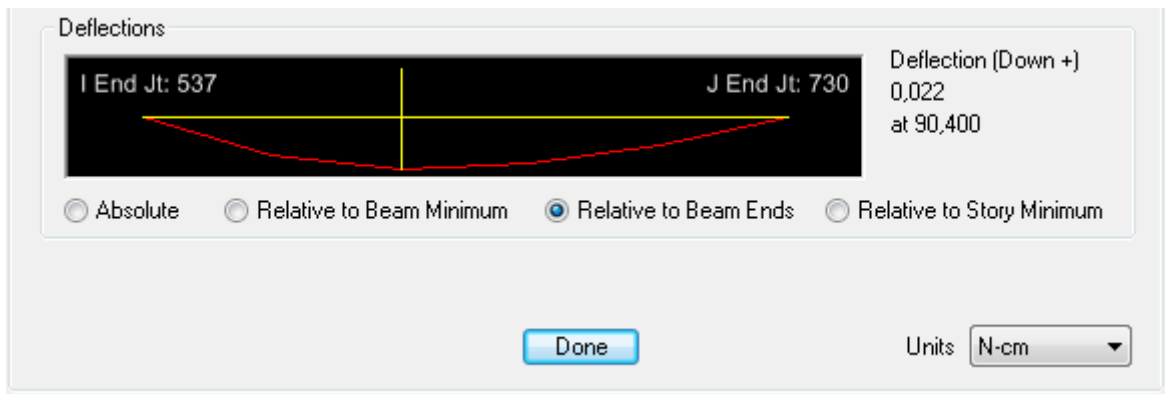 Deflections
I End Jt: 537
J End Jt: 730
Deflection (Down +)
0,022
at 90,400
Absolute
Relative to Beam Minimum
Relative to Beam Ends
Relative to Story Minimum
Done
Units
N-cm